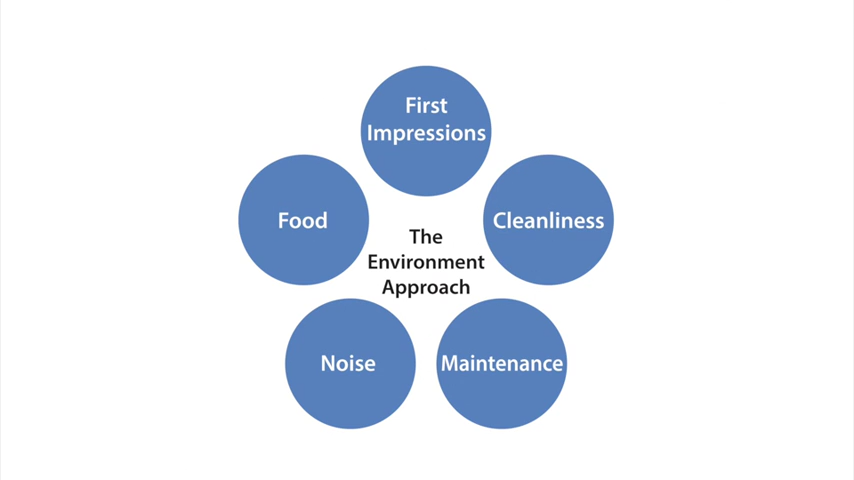 First
Impressions
Food
Cleanliness
The
Environment
Approach
Noise
Maintenance